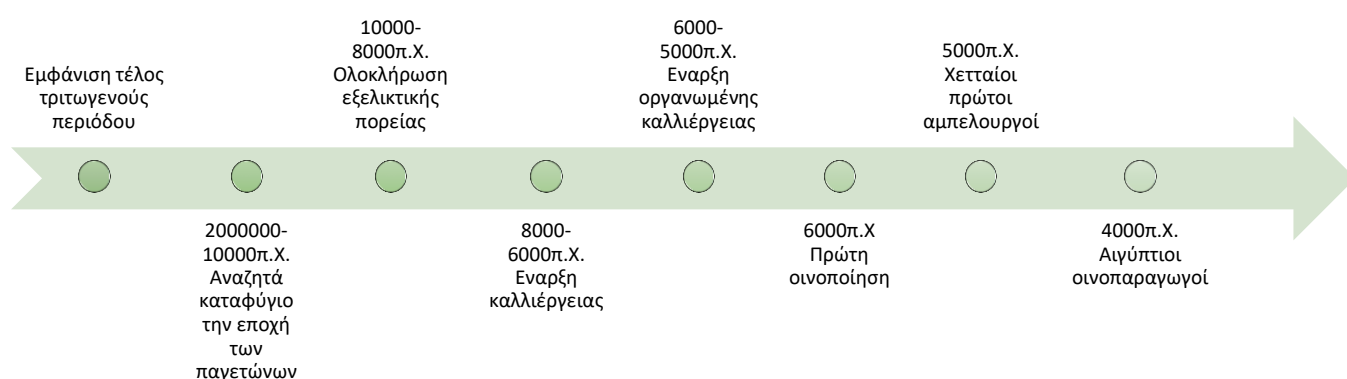 Εμφάνιση τέλος
τριτωγενούς
περιόδου
2000000-
10000π.Χ.
Αναζητά
καταφύγιο
την εποχή
των
παγετώνων
10000-
8000π.Χ.
Ολοκλήρωση
εξελικτικής
πορείας
8000-
6000π.Χ.
Εναρξη
καλλιέργειας
6000-
5000π.Χ.
Εναρξη
οργανωμένης
καλλιέργειας
6000π.Χ
Πρώτη
οινοποίηση
5000π.Χ.
Χετταίοι
πρώτοι
αμπελουργοί
4000π.Χ.
Αιγύπτιοι
οινοπαραγωγοί